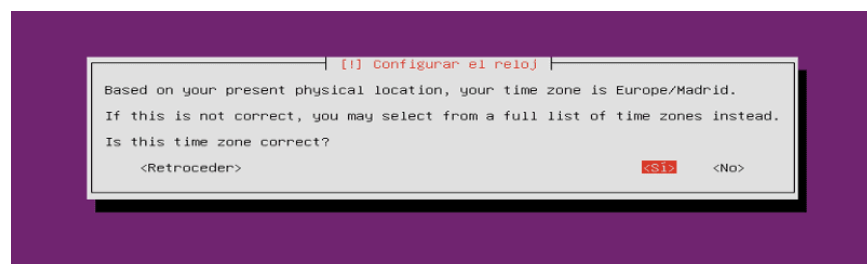 [!] Configurar el reloj
Based on your present physical location, your time zone is Europe/Madrid.
If this is not correct, you may select from a full list of time zones instead.
Is this time zone correct?
<Retroceder> <Sí> <No>